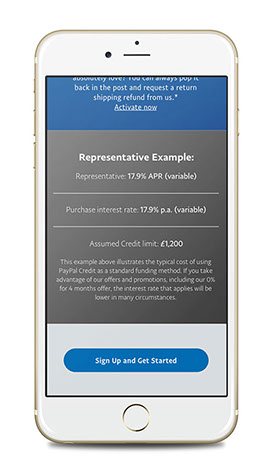 absolutely love? You can always pop it
back in the post and request a return
shipping refund from us.*
Activate now
Representative Example:
Representative: 17.9% APR (variable)
Purchase interest rate: 17.9% p.a. (variable)
Assumed Credit limit: £1,200
This example above illustrates the typical cost of using
PayPal Credit as a standard funding method. If you take
advantage of our offers and promotions, including our 0%
for 4 months offer, the interest rate that applies will be
lower in many circumstances.
Sign Up and Get Started